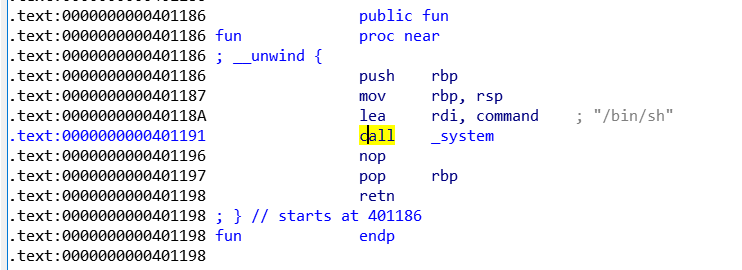 .text:0000000000401186 public fun
.text:0000000000401186 fun proc near
.text:0000000000401186 ; __unwind {
.text:0000000000401186 push rbp
.text:0000000000401187 mov rbp, rsp
.text:000000000040118A lea rdi, command ; "/bin/sh"
.text:0000000000401191 call _system
.text:0000000000401196 nop
.text:0000000000401197 pop rbp
.text:0000000000401198 retn
.text:0000000000401198 ; } // starts at 401186
.text:0000000000401198 fun endp
.text:0000000000401198